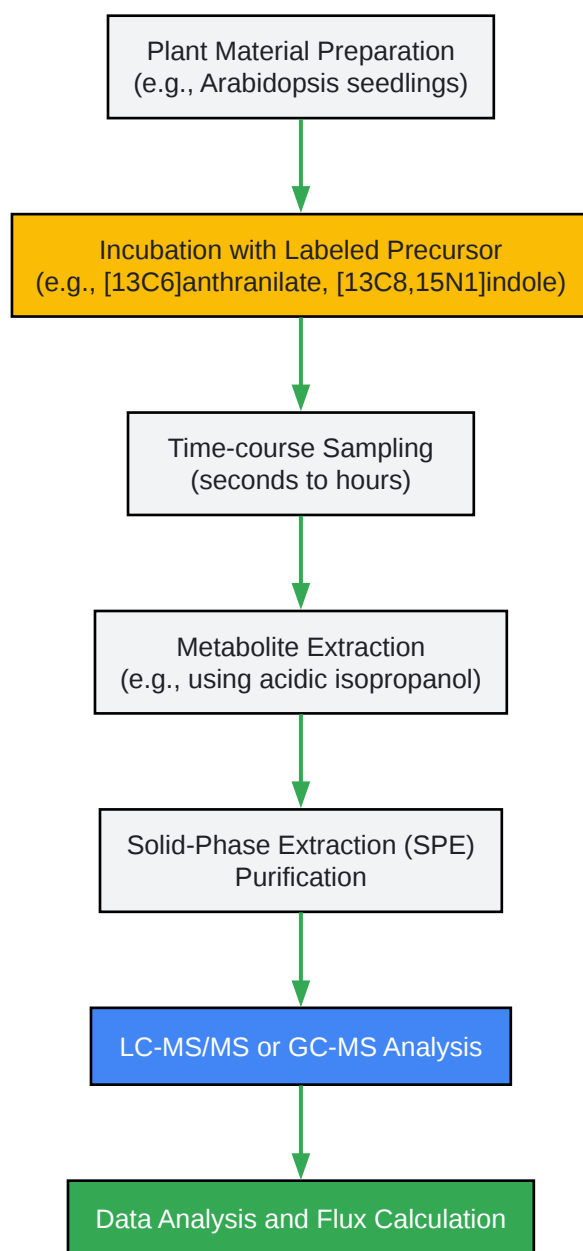 Plant Material Preparation
(e.g., Arabidopsis seedlings)
Incubation with Labeled Precursor
(e.g., [13C6]anthranilate, [13C8,15N1]indole)
Time-course Sampling
(seconds to hours)
Metabolite Extraction
(e.g., using acidic isopropanol)
Solid-Phase Extraction (SPE)
Purification
LC-MS/MS or GC-MS Analysis
Data Analysis and Flux Calculation